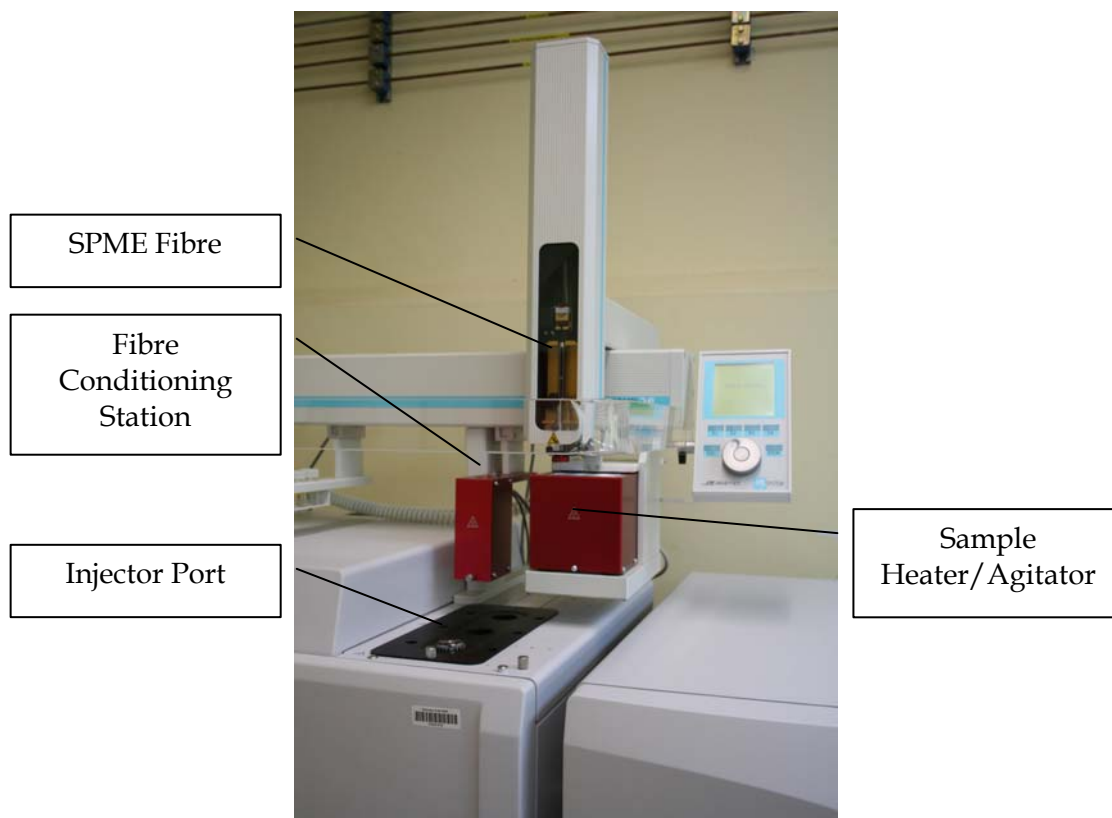 SPME Fibre
Fibre
Conditioning
Station
Injector Port
Sample
Heater/Agitator